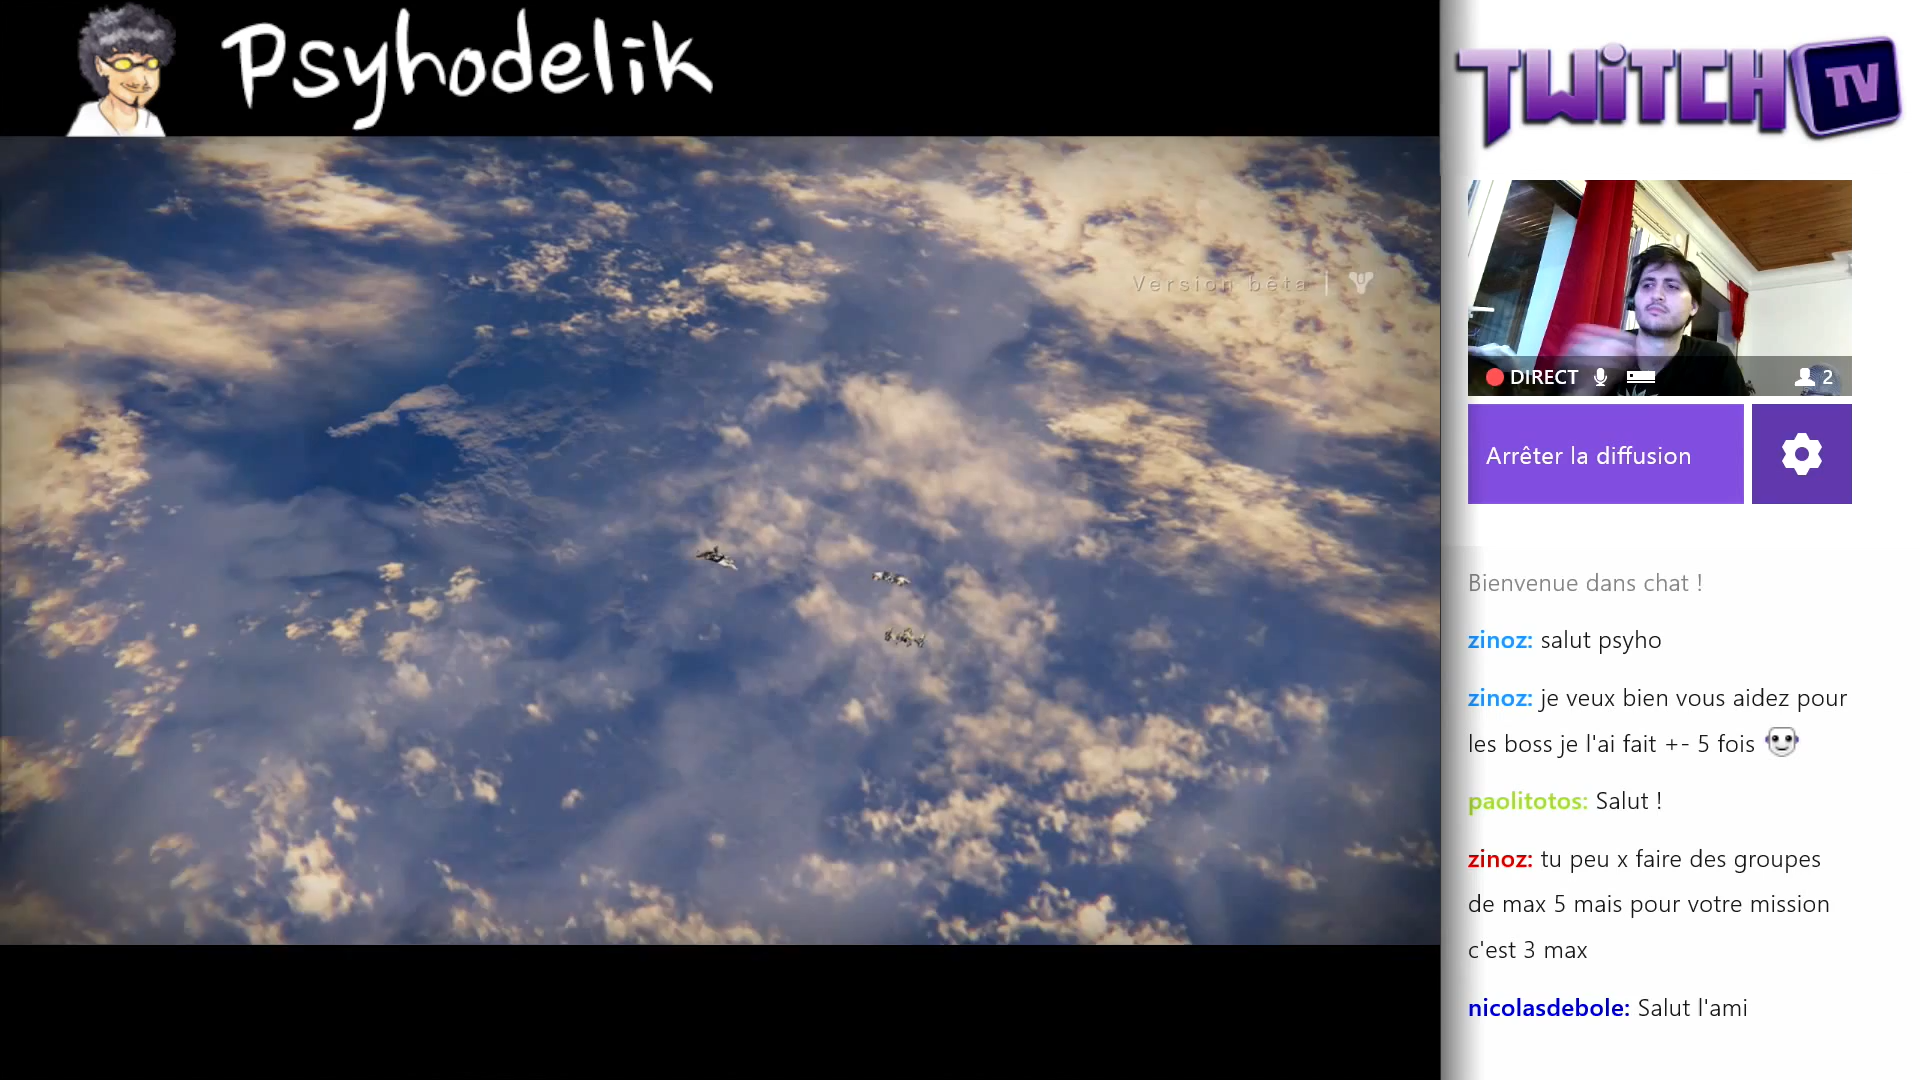 Psyhodelik
TWiTCH TV
Version bêta
DIRECT
2
Arrêter la diffusion
Bienvenue dans chat !
zinoz: salut psyho
zinoz: je veux bien vous aidez pour
les boss je l'ai fait +- 5 fois
paolitotos: Salut !
zinoz: tu peu x faire des groupes
de max 5 mais pour votre mission
c'est 3 max
nicolasdebole: Salut l'ami